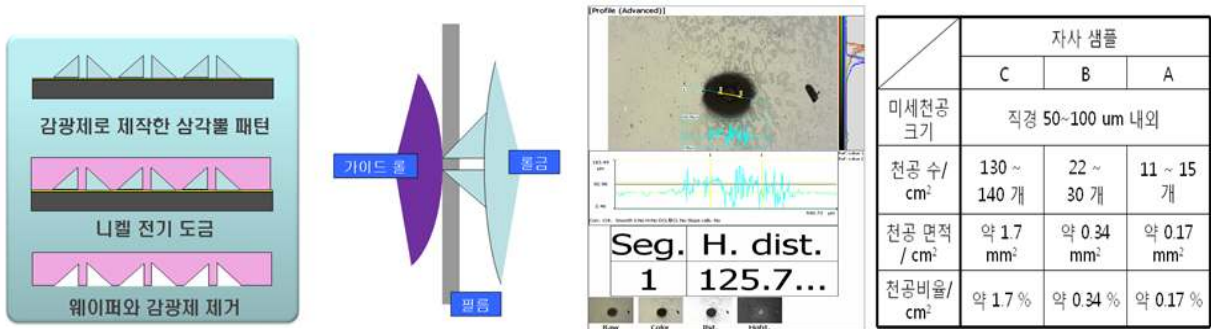 감광제로 제작한 삼각뿔 패턴
니켈 전기 도금
웨이퍼와 감광제 제거
가이드 롤
롤금
필름
[Profile (Advanced)]
Seg. H. dist.
1 125.7...
Raw Color Hght.
자사 샘플
C B A
미세천공
크기
직경 50~100 um 내외
천공 수/
cm²
130 ~
140 개
22 ~
30 개
11 ~ 15
개
천공 면적
/ cm²
약 1.7
mm²
약 0.34
mm²
약 0.17
mm²
천공비율/
cm²
약 1.7 %
약 0.34 %
약 0.17 %